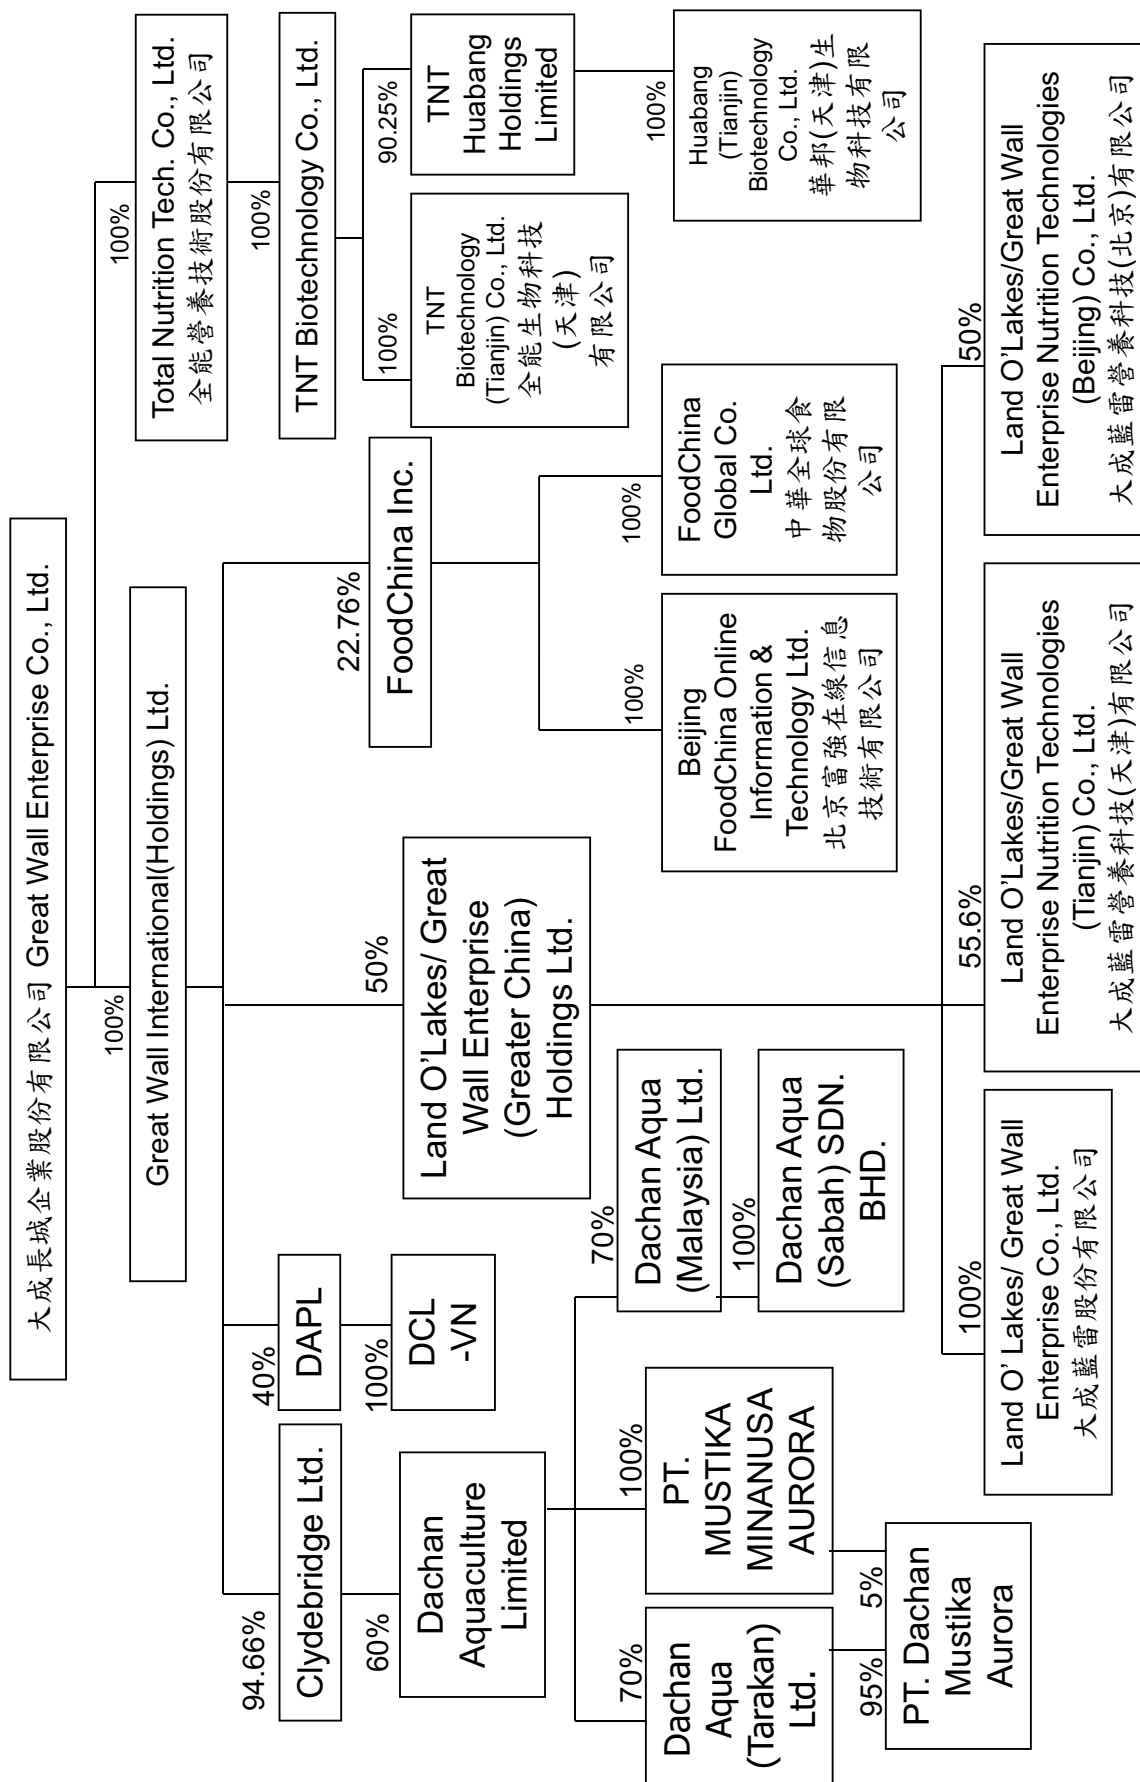 大成長城企業股份有限公司 Great Wall Enterprise Co., Ltd.
100%
100%
Great Wall International(Holdings) Ltd.
Total Nutrition Tech. Co., Ltd.
全能營養技術股份有限公司
94.66%
40%
50%
22.76%
100%
Clydebridge Ltd.
DAPL
Land O'Lakes/ Great
Wall Enterprise
(Greater China)
Holdings Ltd.
FoodChina Inc.
TNT Biotechnology Co., Ltd.
60%
100%
100%
90.25%
Dachan
Aquaculture
Limited
DCL
-VN
TNT
Biotechnology
(Tianjin) Co., Ltd.
全能生物科技
(天津)
有限公司
TNT
Huabang
Holdings
Limited
70%
100%
70%
100%
100%
100%
Dachan
Aqua
(Tarakan)
Ltd.
PT.
MUSTIKA
MINANUSA
AURORA
Dachan Aqua
(Malaysia) Ltd.
Beijing
FoodChina Online
Information &
Technology Ltd.
北京富強在線信息
技術有限公司
FoodChina
Global Co.
Ltd.
中華全球食
物股份有限
公司
Huabang
(Tianjin)
Biotechnology
Co., Ltd.
華邦(天津)生
物科技有限
公司
95%
5%
100%
PT. Dachan
Mustika
Aurora
Dachan Aqua
(Sabah) SDN.
BHD.
100%
55.6%
50%
Land O' Lakes/ Great Wall
Enterprise Co., Ltd.
大成藍雷股份有限公司
Land O'Lakes/Great Wall
Enterprise Nutrition Technologies
(Tianjin) Co., Ltd.
大成藍雷營養科技(天津)有限公司
Land O'Lakes/Great Wall
Enterprise Nutrition Technologies
(Beijing) Co., Ltd.
大成藍雷營養科技(北京)有限公司